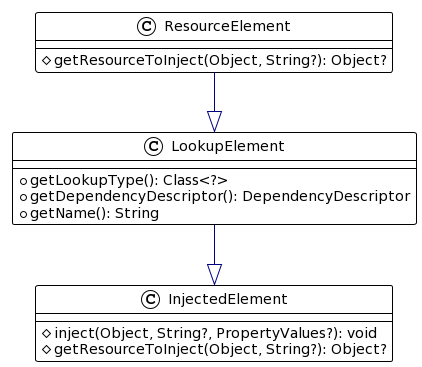 C ResourceElement
getResourceToInject(Object, String?): Object?
C LookupElement
getLookupType(): Class<?>
getDependencyDescriptor(): DependencyDescriptor
getName(): String
C InjectedElement
inject(Object, String?, PropertyValues?): void
getResourceToInject(Object, String?): Object?